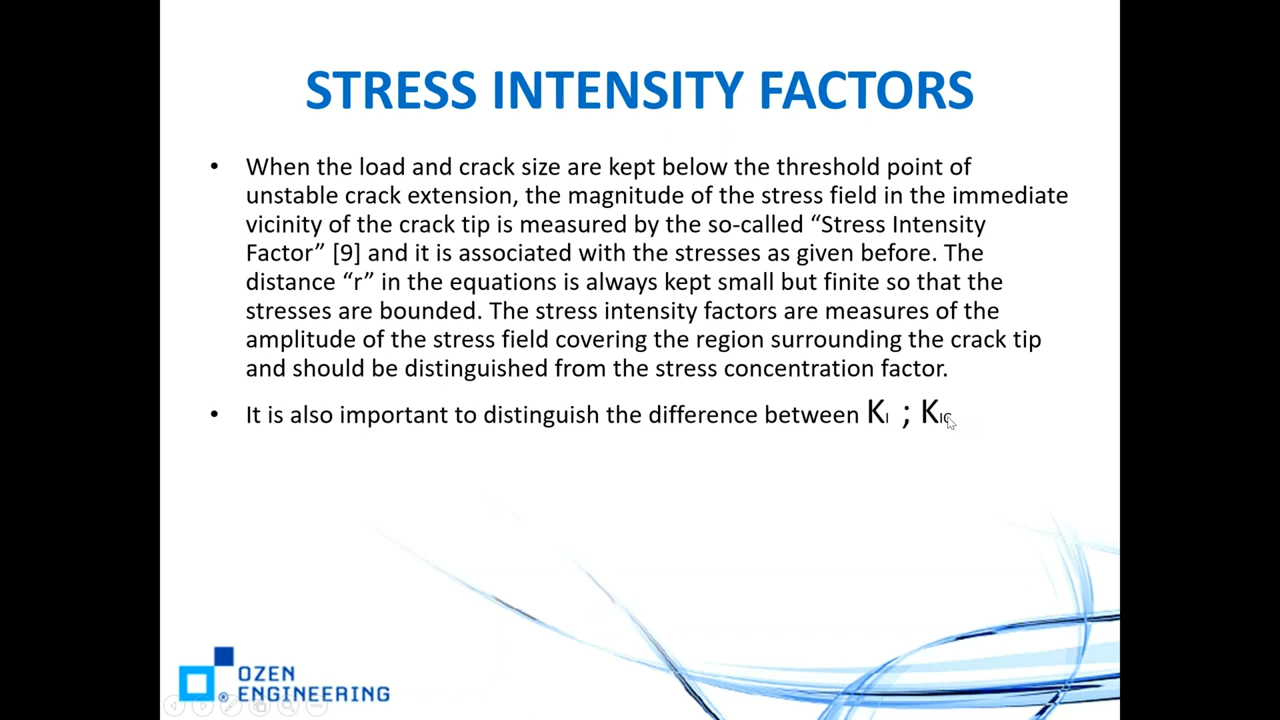 STRESS INTENSITY FACTORS
• When the load and crack size are kept below the threshold point of
unstable crack extension, the magnitude of the stress field in the immediate
vicinity of the crack tip is measured by the so-called “Stress Intensity
Factor” [9] and it is associated with the stresses as given before. The
distance “r” in the equations is always kept small but finite so that the
stresses are bounded. The stress intensity factors are measures of the
amplitude of the stress field covering the region surrounding the crack tip
and should be distinguished from the stress concentration factor.
• It is also important to distinguish the difference between KI ; KIC
OZEN
ENGINEERING